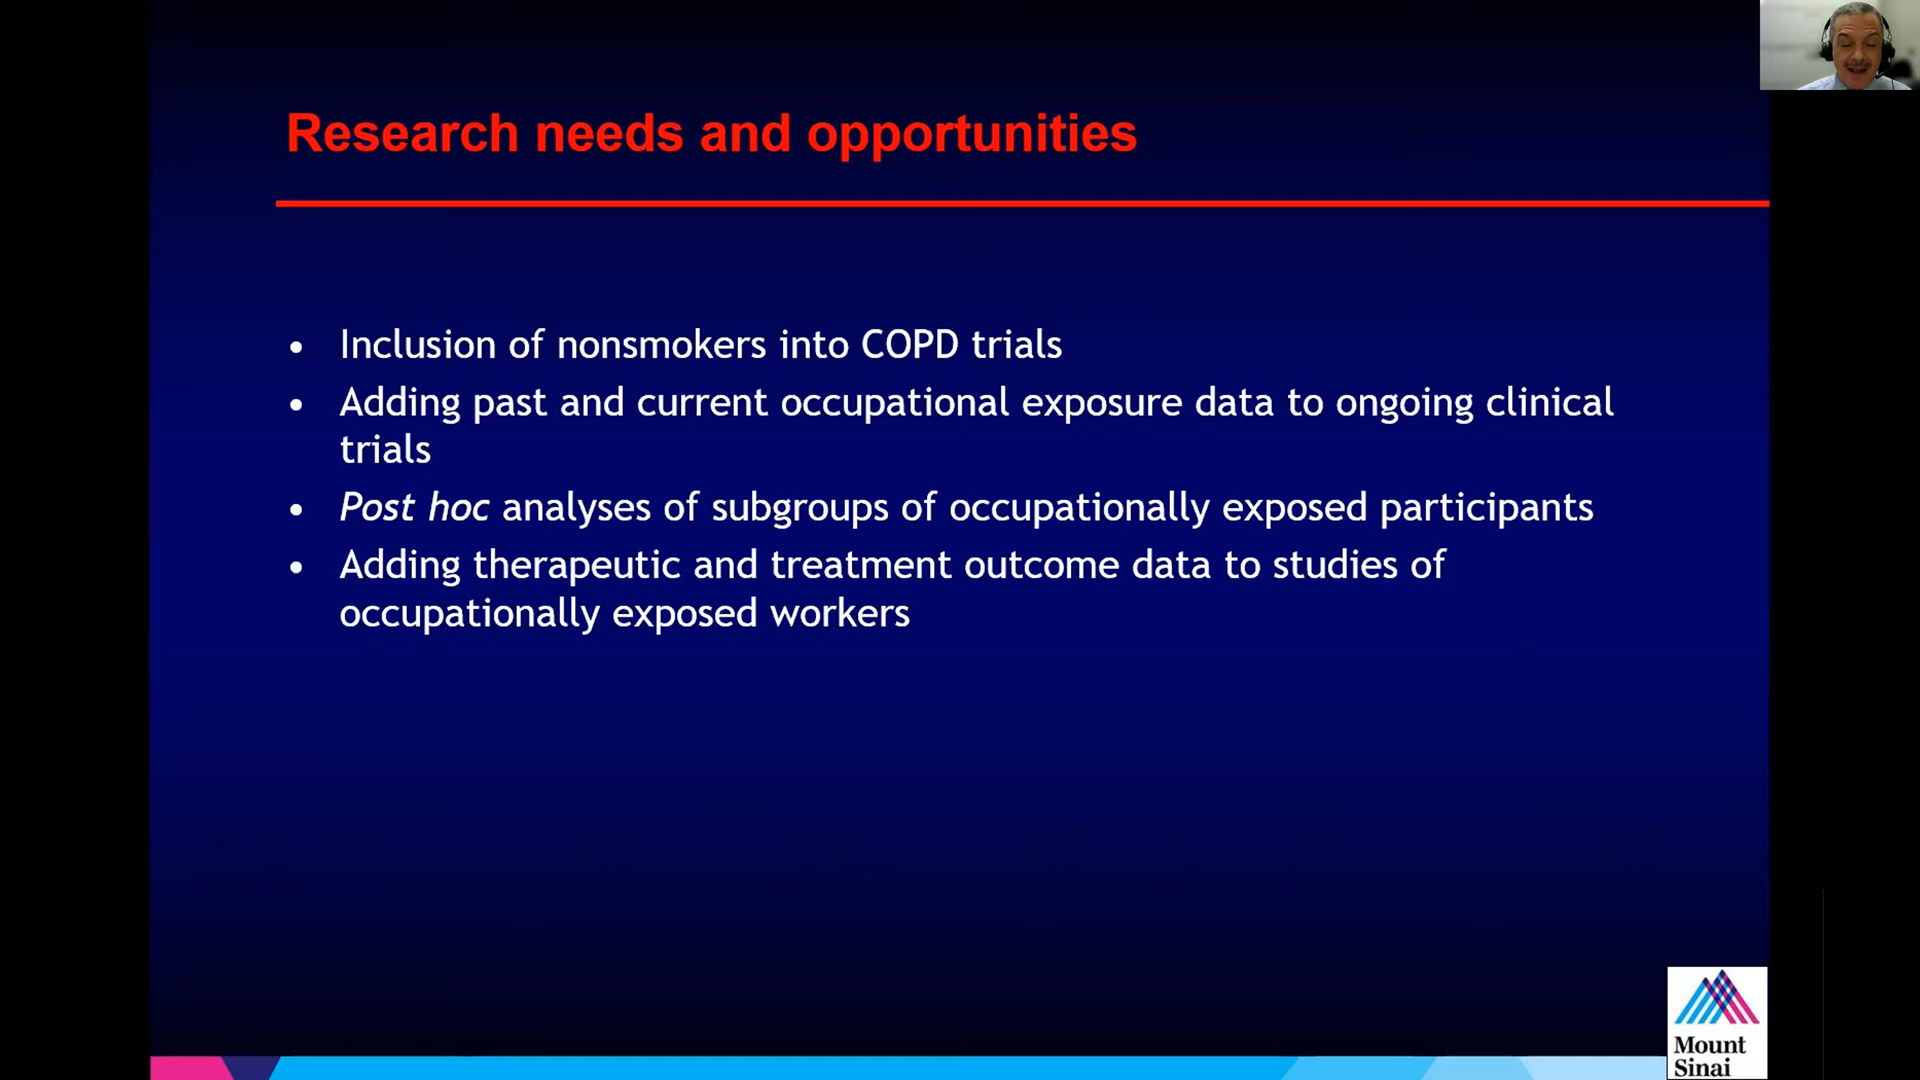 Research needs and opportunities
• Inclusion of nonsmokers into COPD trials
• Adding past and current occupational exposure data to ongoing clinical
trials
• Post hoc analyses of subgroups of occupationally exposed participants
• Adding therapeutic and treatment outcome data to studies of
occupationally exposed workers
Mount
Sinai